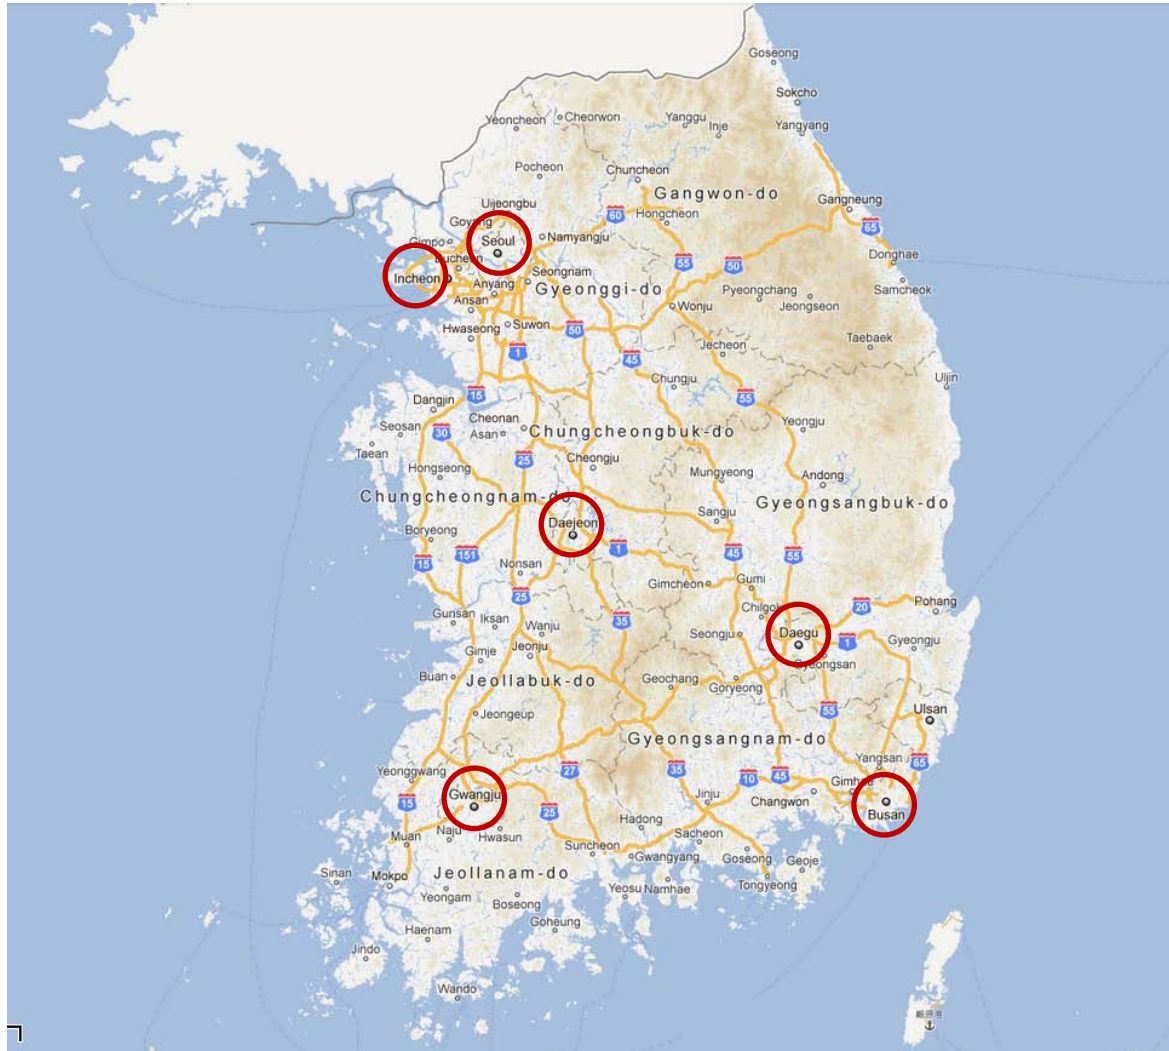 Goseong
Sokcho
Yeoncheon
Cheorwon
Yanggu
Inje
Yangyang
Pocheon
Chuncheon
Gangwon-do
Uijeongbu
Gangneung
Goyang
60
Hongcheon
65
Gimpo
Seoul
Namyangju
Donghae
Bucheon
55
50
Incheon
Anyang
Seongnam
Gyeonggi-do
Pyeongchang
Samcheok
Ansan
Wonju
Jeongseon
Hwaseong
Suwon
50
Taebaek
1
45
Jecheon
Chungju
Uljin
15
55
Dangjin
Cheonan
Yeongju
Seosan
30
Asan
Chungcheongbuk-do
Taean
25
Cheongju
Hongseong
Mungyeong
Andong
Chungcheongnam-do
Gyeongsangbuk-do
Sangju
Daejeon
Boryeong
151
1
45
55
15
Nonsan
Gimcheon
Gumi
25
Pohang
Gunsan
Chilgok
20
Iksan
Wanju
35
Seongju
Daegu
1
Gyeongju
Gimje
Jeonju
Gyeongsan
Buan
Jeollabuk-do
Geochang
Goryeong
Jeongeup
55
Ulsan
Gyeongsangnam-do
Yangsan
65
Yeonggwang
27
35
10
45
Gimhae
Gwangju
15
25
Jinju
Changwon
Busan
Muan
Naju
Hwasun
Hadong
Sacheon
Suncheon
Gwangyang
Goseong
Geoje
Sinan
Mokpo
Jeollanam-do
Yeosu
Namhae
Tongyeong
Yeongam
Boseong
Haenam
Goheung
Jindo
Wando
厳原港